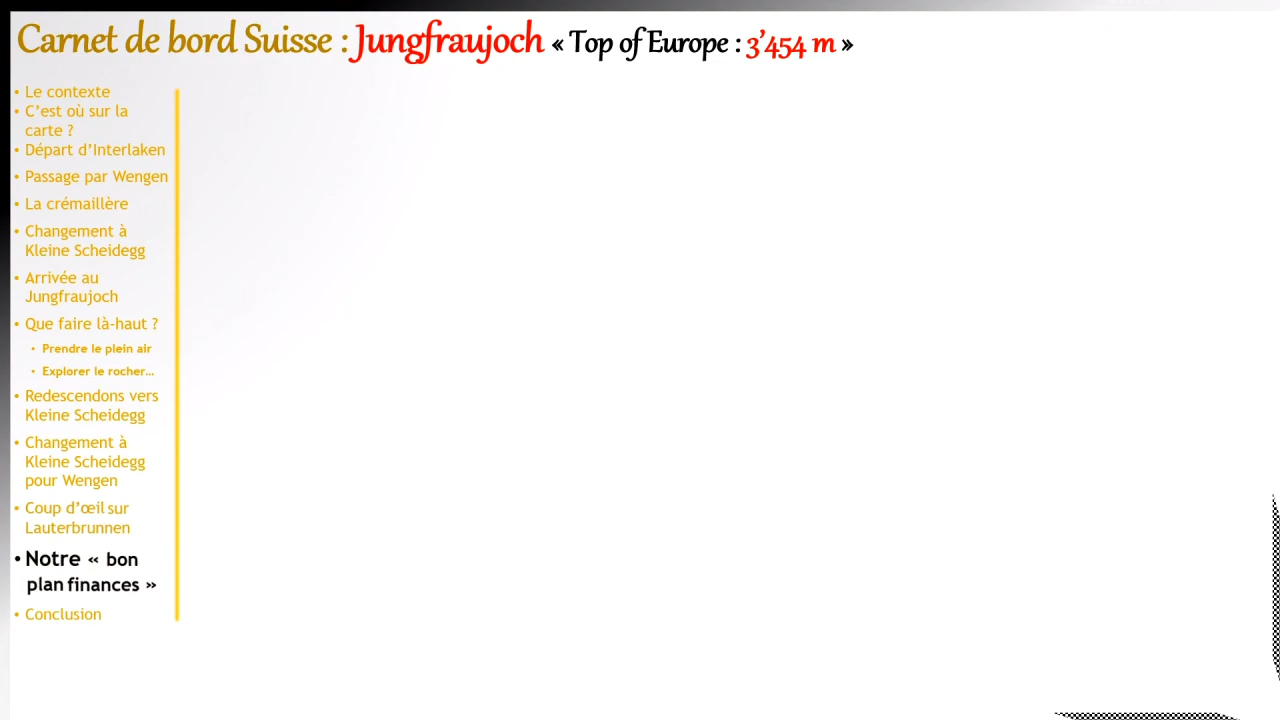 Carnet de bord Suisse : Jungfraujoch « Top of Europe : 3’454 m »
• Le contexte
• C’est où sur la
carte ?
• Départ d’Interlaken
• Passage par Wengen
• La crémaillère
• Changement à
Kleine Scheidegg
• Arrivée au
Jungfraujoch
• Que faire là-haut ?
• Prendre le plein air
• Explorer le rocher…
• Redescendons vers
Kleine Scheidegg
• Changement à
Kleine Scheidegg
pour Wengen
• Coup d’œil sur
Lauterbrunnen
• Notre « bon
plan finances »
• Conclusion